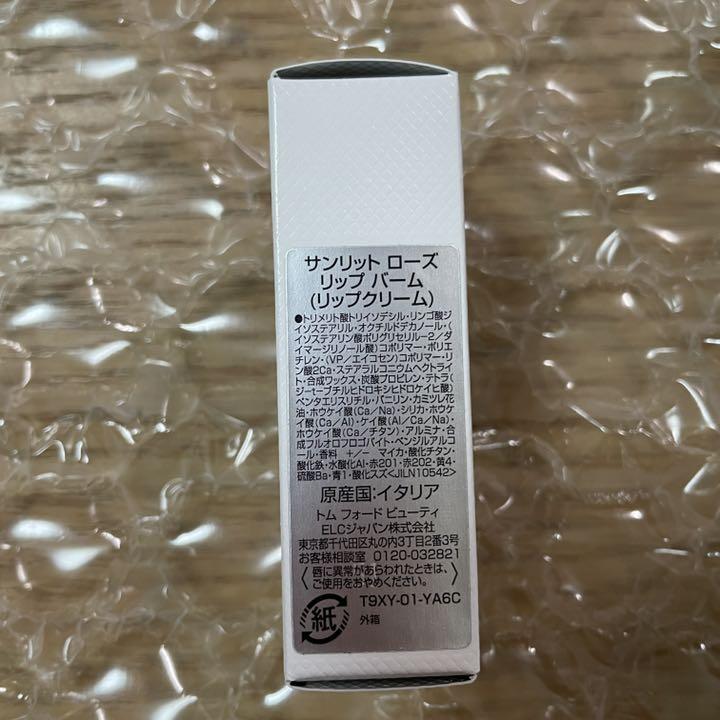 サンリット ローズ
リップ バーム
(リップクリーム)
●トリメリト酸トリイソデシル・リンゴ酸ジ
イソステアリル・オクチルドデカノール・(
イソステアリン酸ポリグリセリル－2／ダ
イマージリノール酸)コポリマー・ポリエ
チレン・(VP／エイコセン)コポリマー・リ
ン酸2Ca・ステアラルコニウムヘクトライ
ト・合成ワックス・炭酸プロピレン・テトラ(
ジ－t－ブチルヒドロキシヒドロケイヒ酸)
ペンタエリスリチル・バニリン・カミツレ花
油・ホウケイ酸(Ca／Na)・シリカ・ホウケ
イ酸(Ca／Al)・ケイ酸(Al／Ca／Na)・
ホウケイ酸(Ca／チタン)・アルミナ・合
成フルオロフロゴパイト・ベンジルアルコ
ール・香料 +／－ マイカ・酸化チタン・
酸化鉄・水酸化Al・赤201・赤202・黄4・
硫酸Ba・青1・酸化スズ<JILN10542>
原産国:イタリア
トム フォード ビューティ
ELCジャパン株式会社
東京都千代田区丸の内3丁目2番3号
お客様相談室 0120-032821
〈唇に異常があらわれたときは、
ご使用をおやめください。〉
T9XY-01-YA6C
紙
外箱